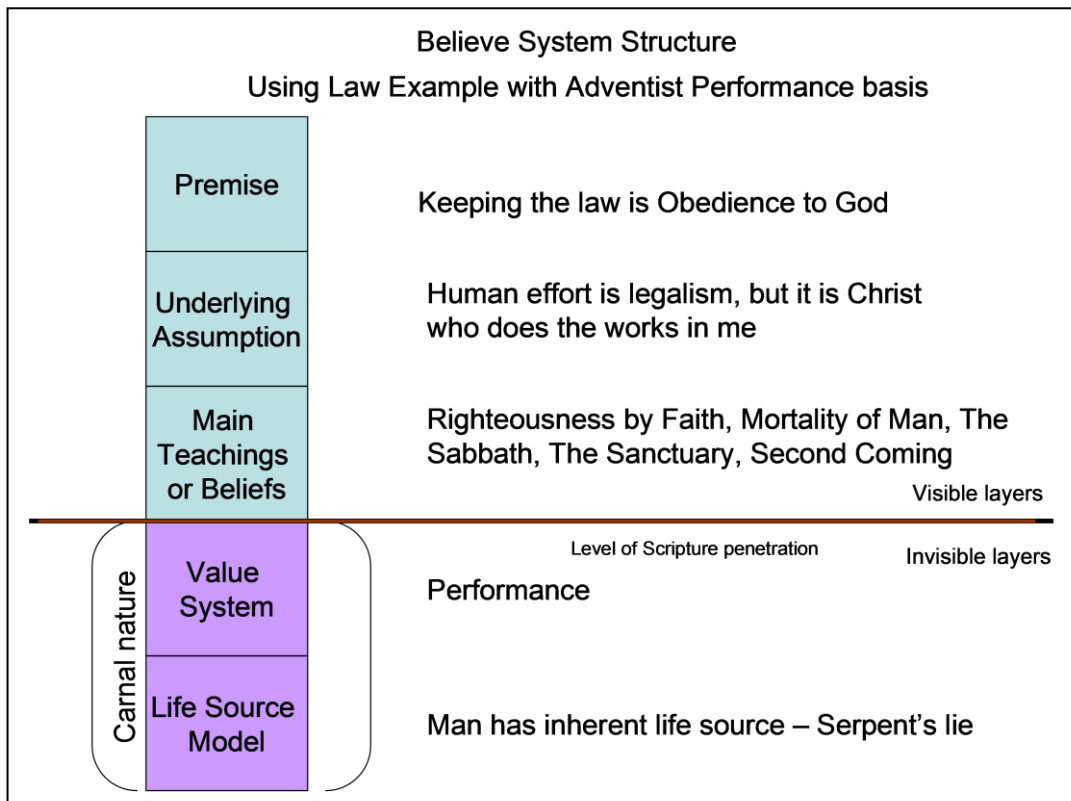 Believe System Structure
Using Law Example with Adventist Performance basis
Premise
Keeping the law is Obedience to God
Underlying
Assumption
Human effort is legalism, but it is Christ
who does the works in me
Main
Teachings
or Beliefs
Righteousness by Faith, Mortality of Man, The
Sabbath, The Sanctuary, Second Coming
Visible layers
Level of Scripture penetration
Invisible layers
Carnal nature
Value
System
Performance
Life Source
Model
Man has inherent life source – Serpent's lie